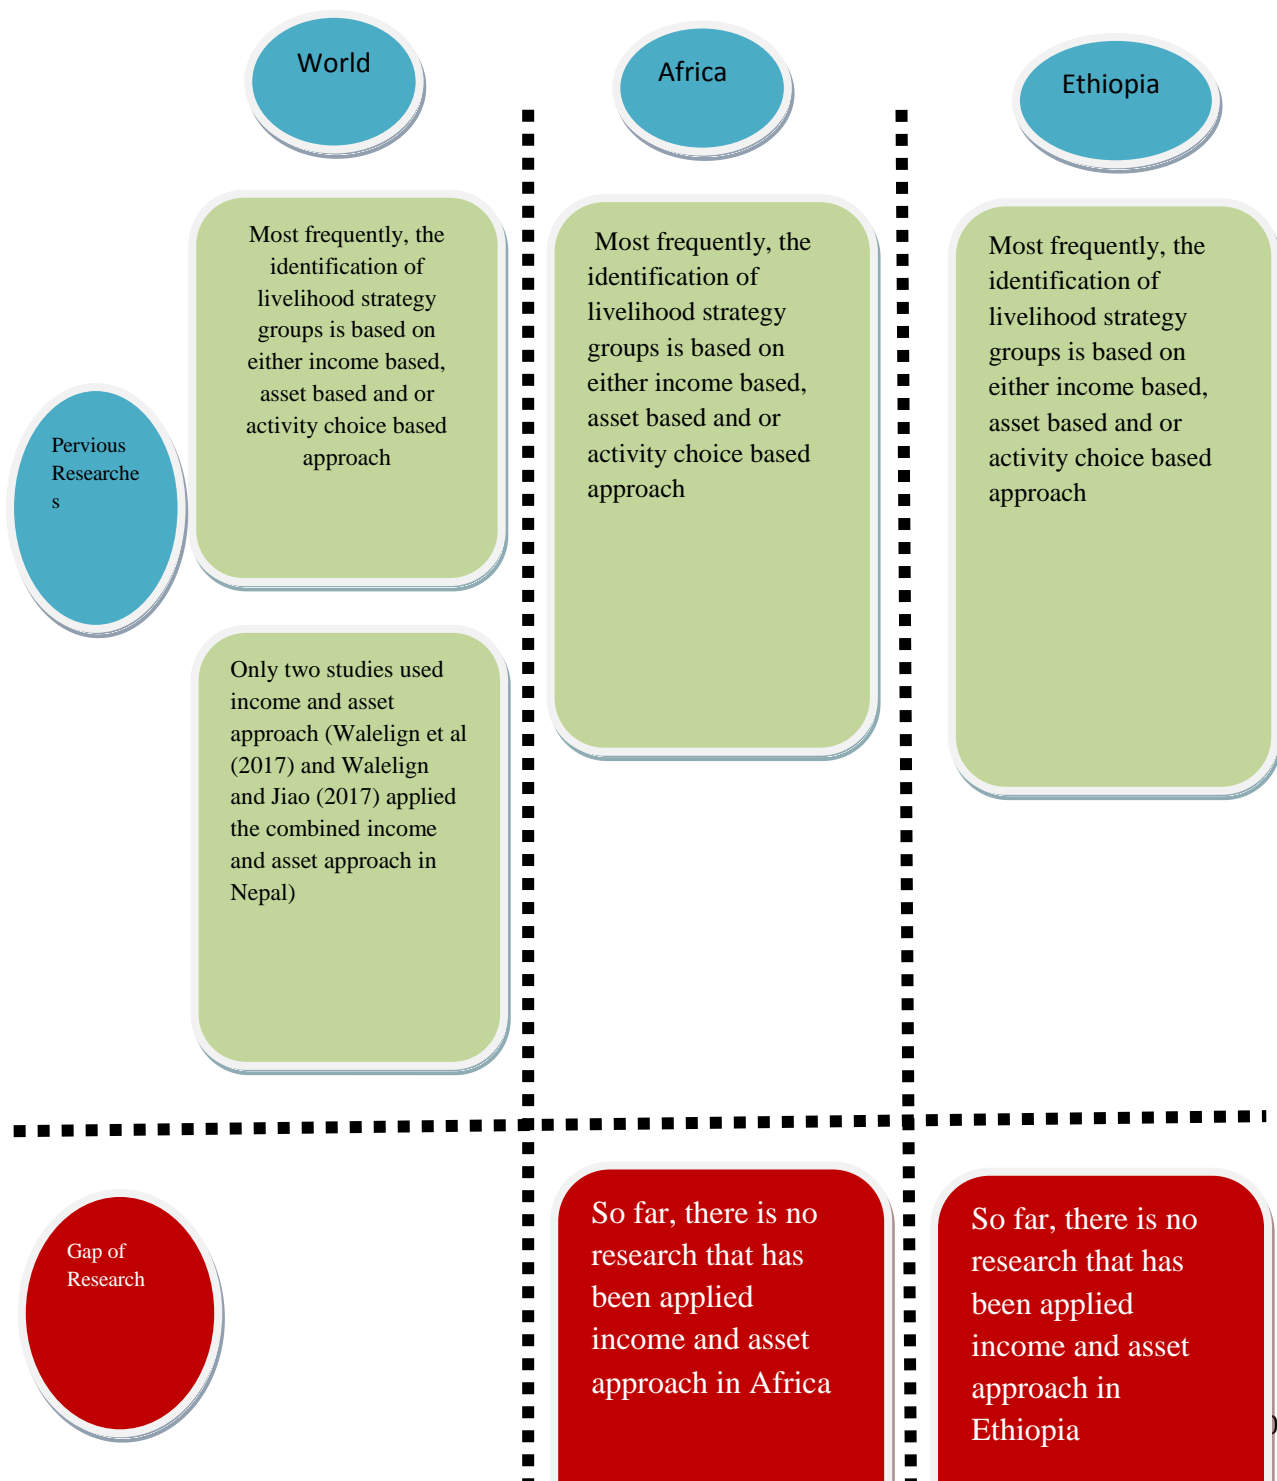 World
Africa
Ethiopia
Pervious
Researche
s
Most frequently, the
identification of
livelihood strategy
groups is based on
either income based,
asset based and or
activity choice based
approach
Only two studies used
income and asset
approach (Walelign et al
(2017) and Walelign
and Jiao (2017) applied
the combined income
and asset approach in
Nepal)
Most frequently, the
identification of
livelihood strategy
groups is based on
either income based,
asset based and or
activity choice based
approach
Most frequently, the
identification of
livelihood strategy
groups is based on
either income based,
asset based and or
activity choice based
approach
Gap of
Research
So far, there is no
research that has
been applied
income and asset
approach in Africa
So far, there is no
research that has
been applied
income and asset
approach in
Ethiopia